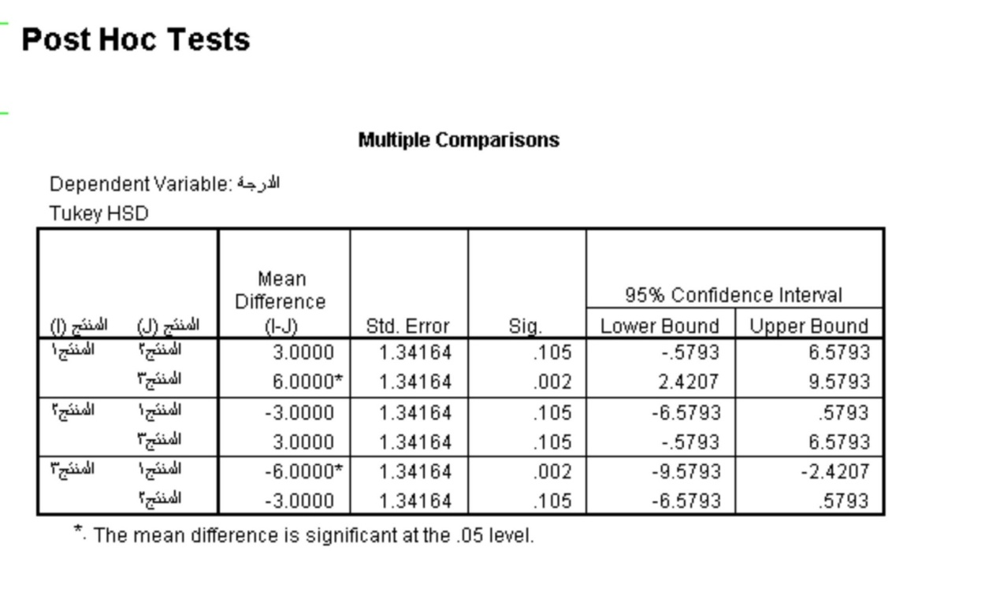 Post Hoc Tests
Multiple Comparisons
Dependent Variable: الدرجة
Tukey HSD
(I) المنتج (J) المنتج Mean Difference (I-J) Std. Error Sig. 95% Confidence Interval
Lower Bound Upper Bound
المنتج١ المنتج٢ 3.0000 1.34164 .105 -.5793 6.5793
المنتج٣ 6.0000* 1.34164 .002 2.4207 9.5793
المنتج٢ المنتج١ -3.0000 1.34164 .105 -6.5793 .5793
المنتج٣ 3.0000 1.34164 .105 -.5793 6.5793
المنتج٣ المنتج١ -6.0000* 1.34164 .002 -9.5793 -2.4207
المنتج٢ -3.0000 1.34164 .105 -6.5793 .5793
*. The mean difference is significant at the .05 level.